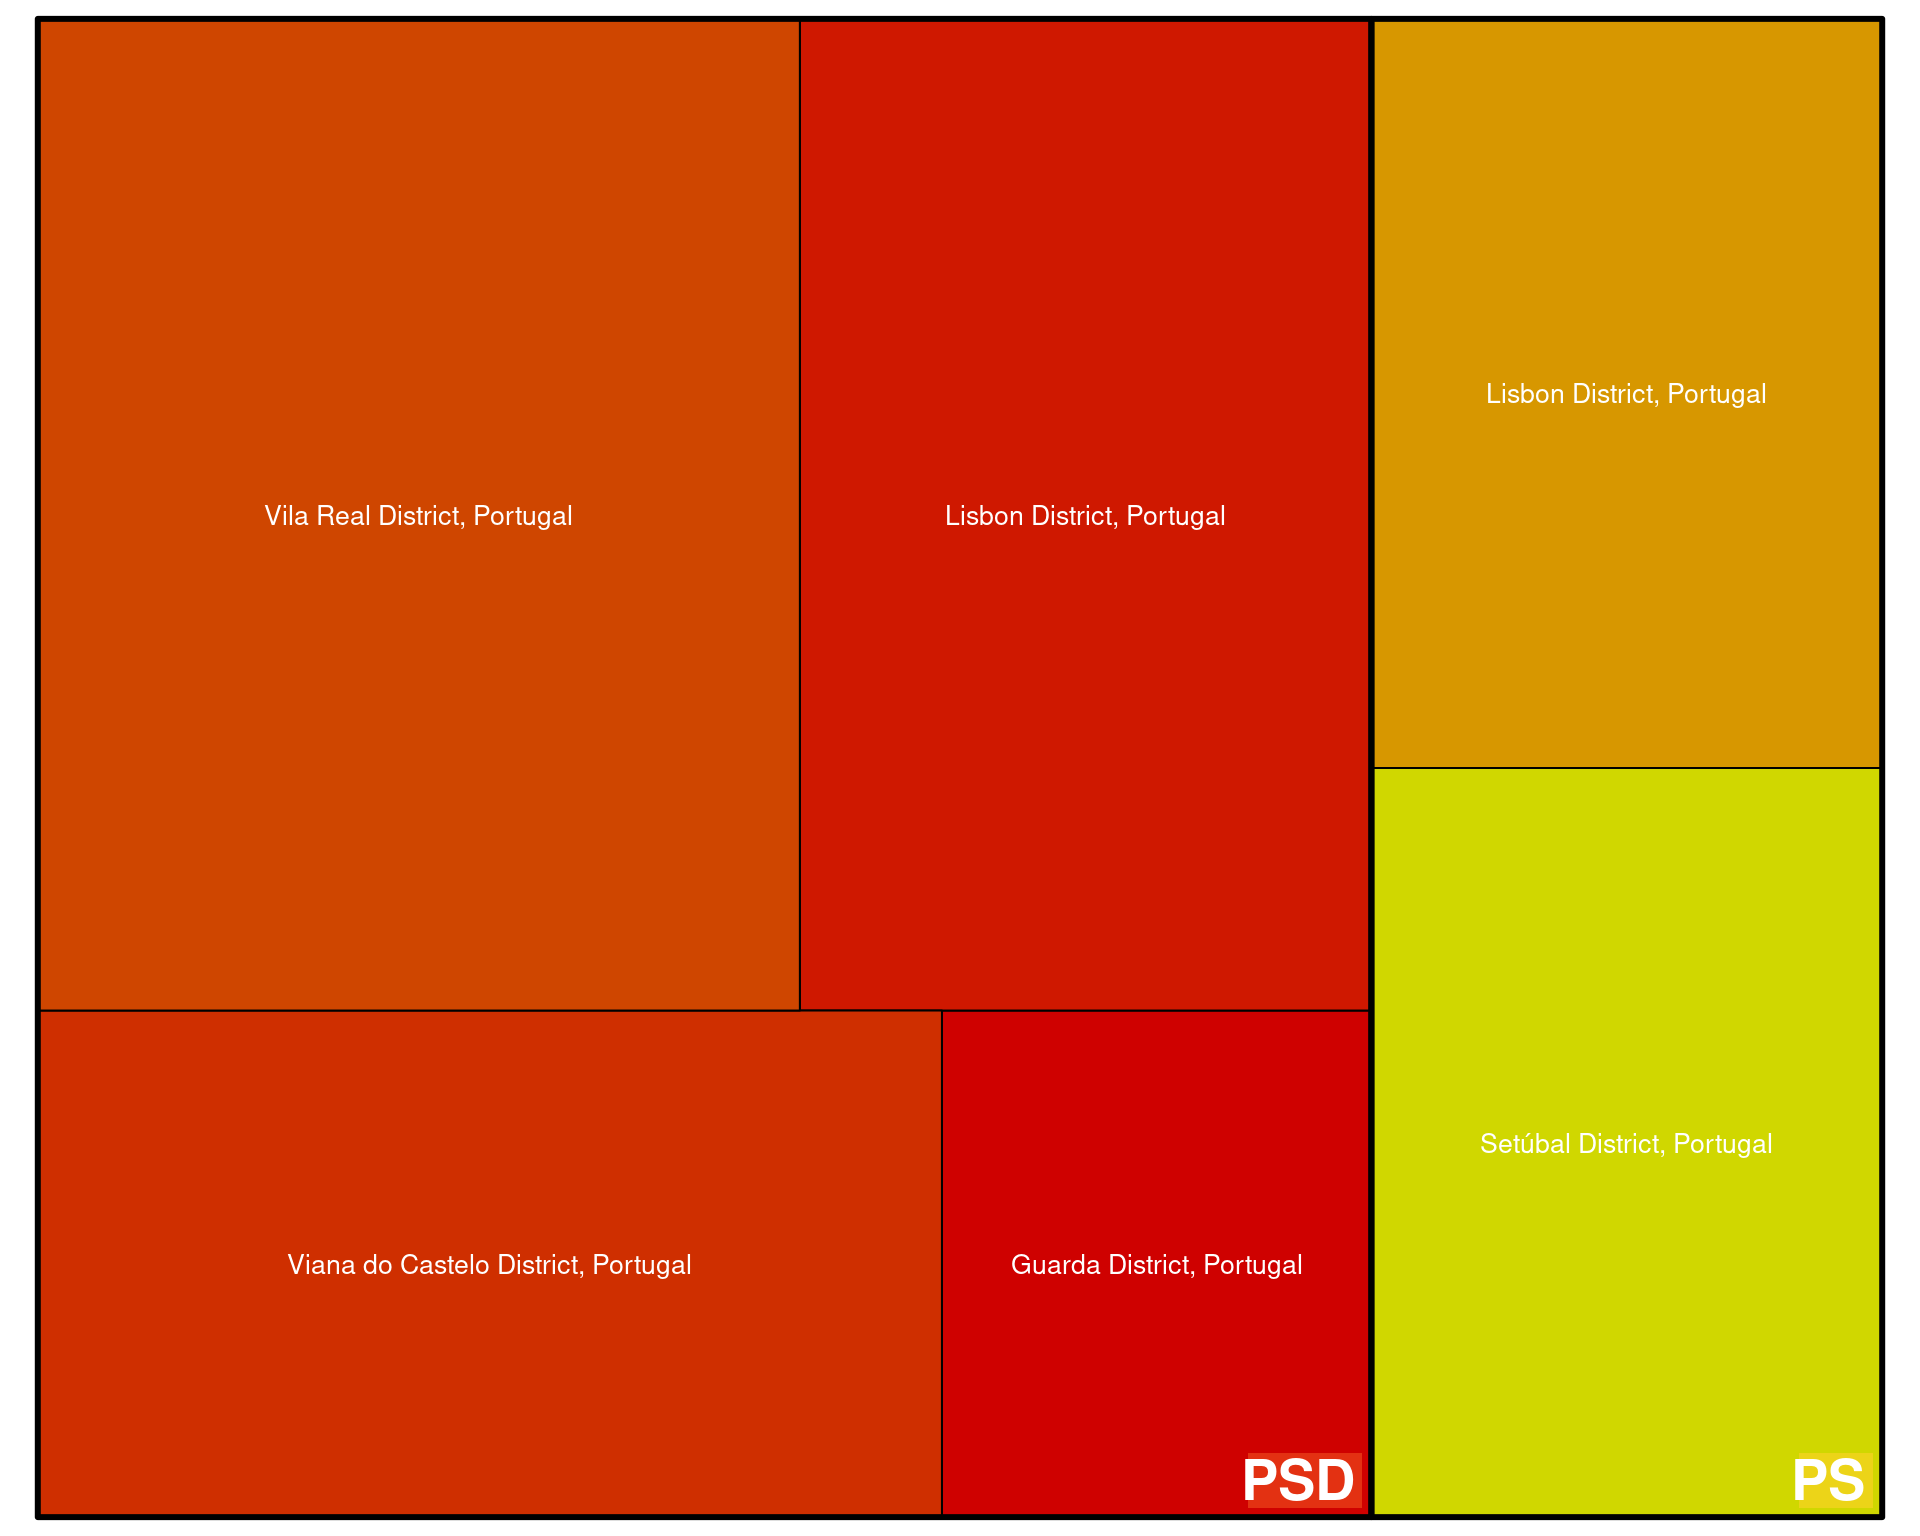 Lisbon District, Portugal
Vila Real District, Portugal
Lisbon District, Portugal
Setúbal District, Portugal
Viana do Castelo District, Portugal
Guarda District, Portugal
PSD
PS